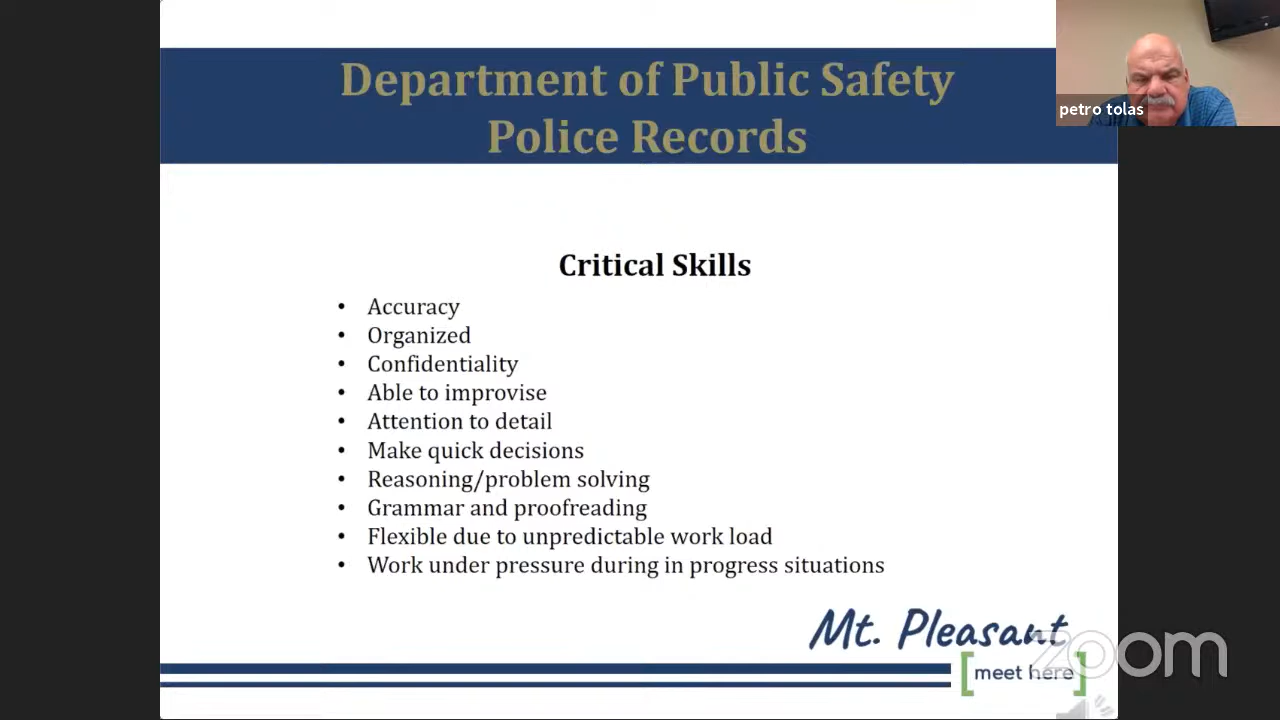 Department of Public Safety
Police Records
petro tolas
Critical Skills
• Accuracy
• Organized
• Confidentiality
• Able to improvise
• Attention to detail
• Make quick decisions
• Reasoning/problem solving
• Grammar and proofreading
• Flexible due to unpredictable work load
• Work under pressure during in progress situations
Mt. Pleasant
[meet here]
zoom